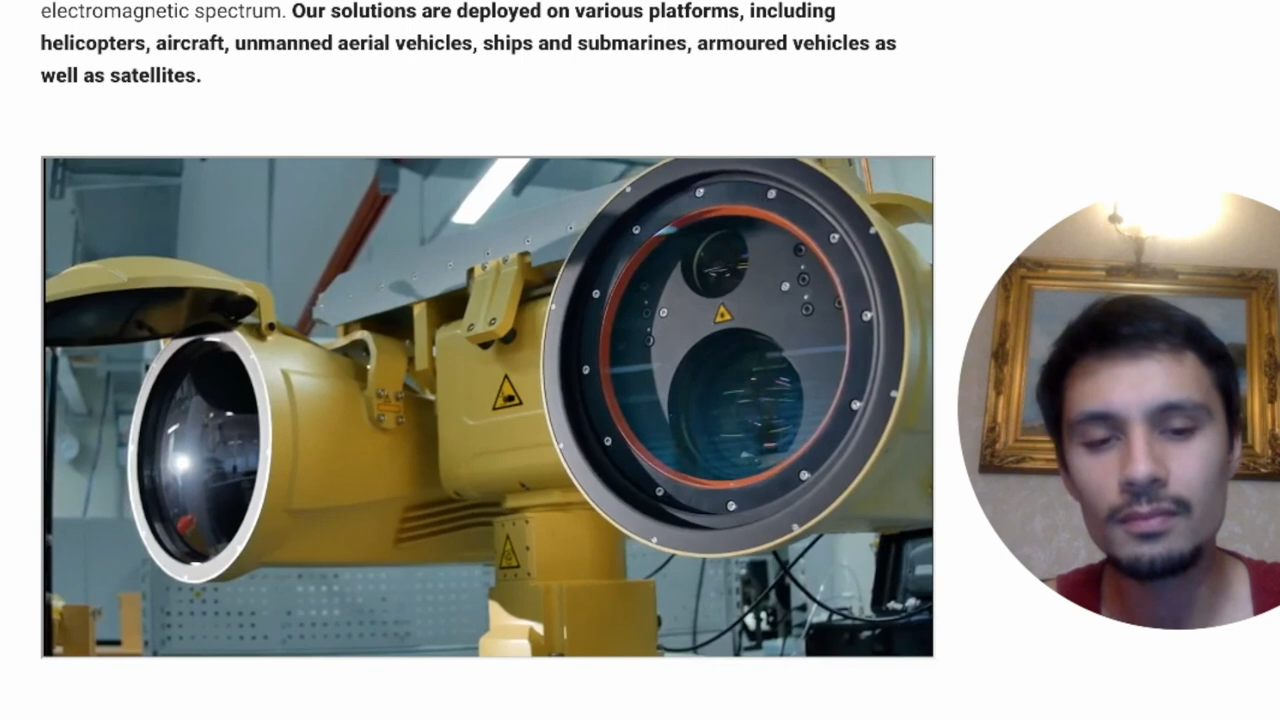 electromagnetic spectrum. Our solutions are deployed on various platforms, including
helicopters, aircraft, unmanned aerial vehicles, ships and submarines, armoured vehicles as
well as satellites.